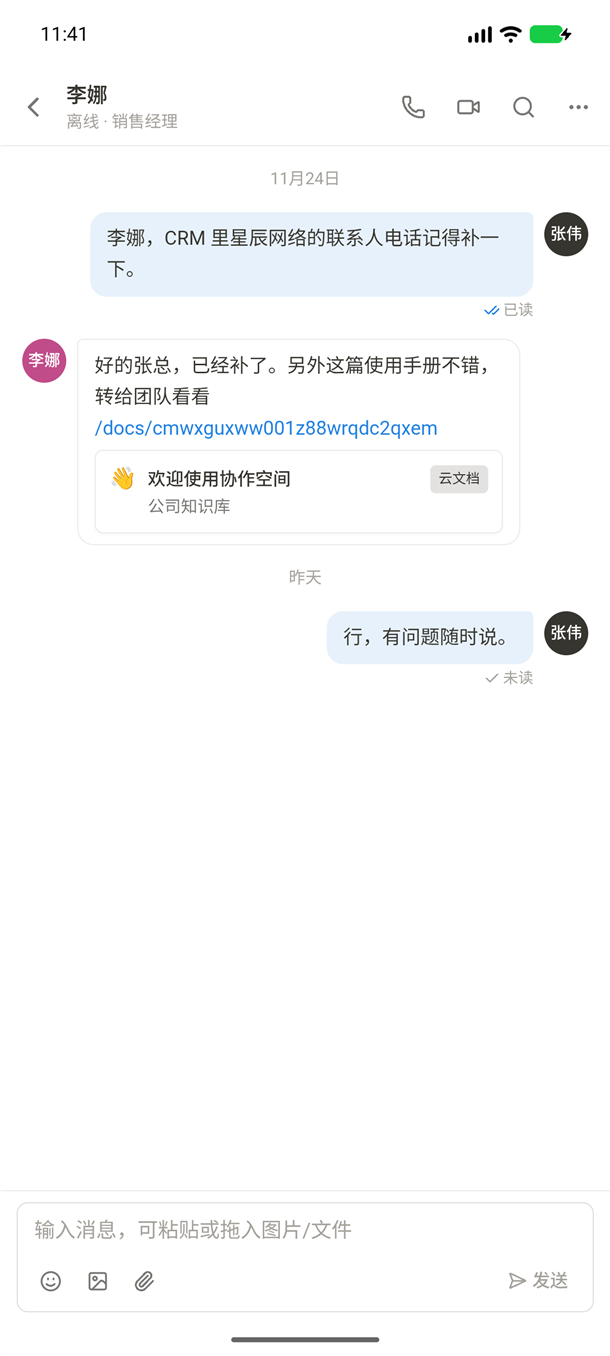 11:41
李娜
离线 · 销售经理
11月24日
李娜，CRM 里星辰网络的联系人电话记得补一
下。
张伟
已读
李娜
好的张总，已经补了。另外这篇使用手册不错，
转给团队看看
/docs/cmwxguxww001z88wrqdc2qxem
欢迎使用协作空间
云文档
公司知识库
昨天
行，有问题随时说。
张伟
未读
输入消息，可粘贴或拖入图片/文件
发送